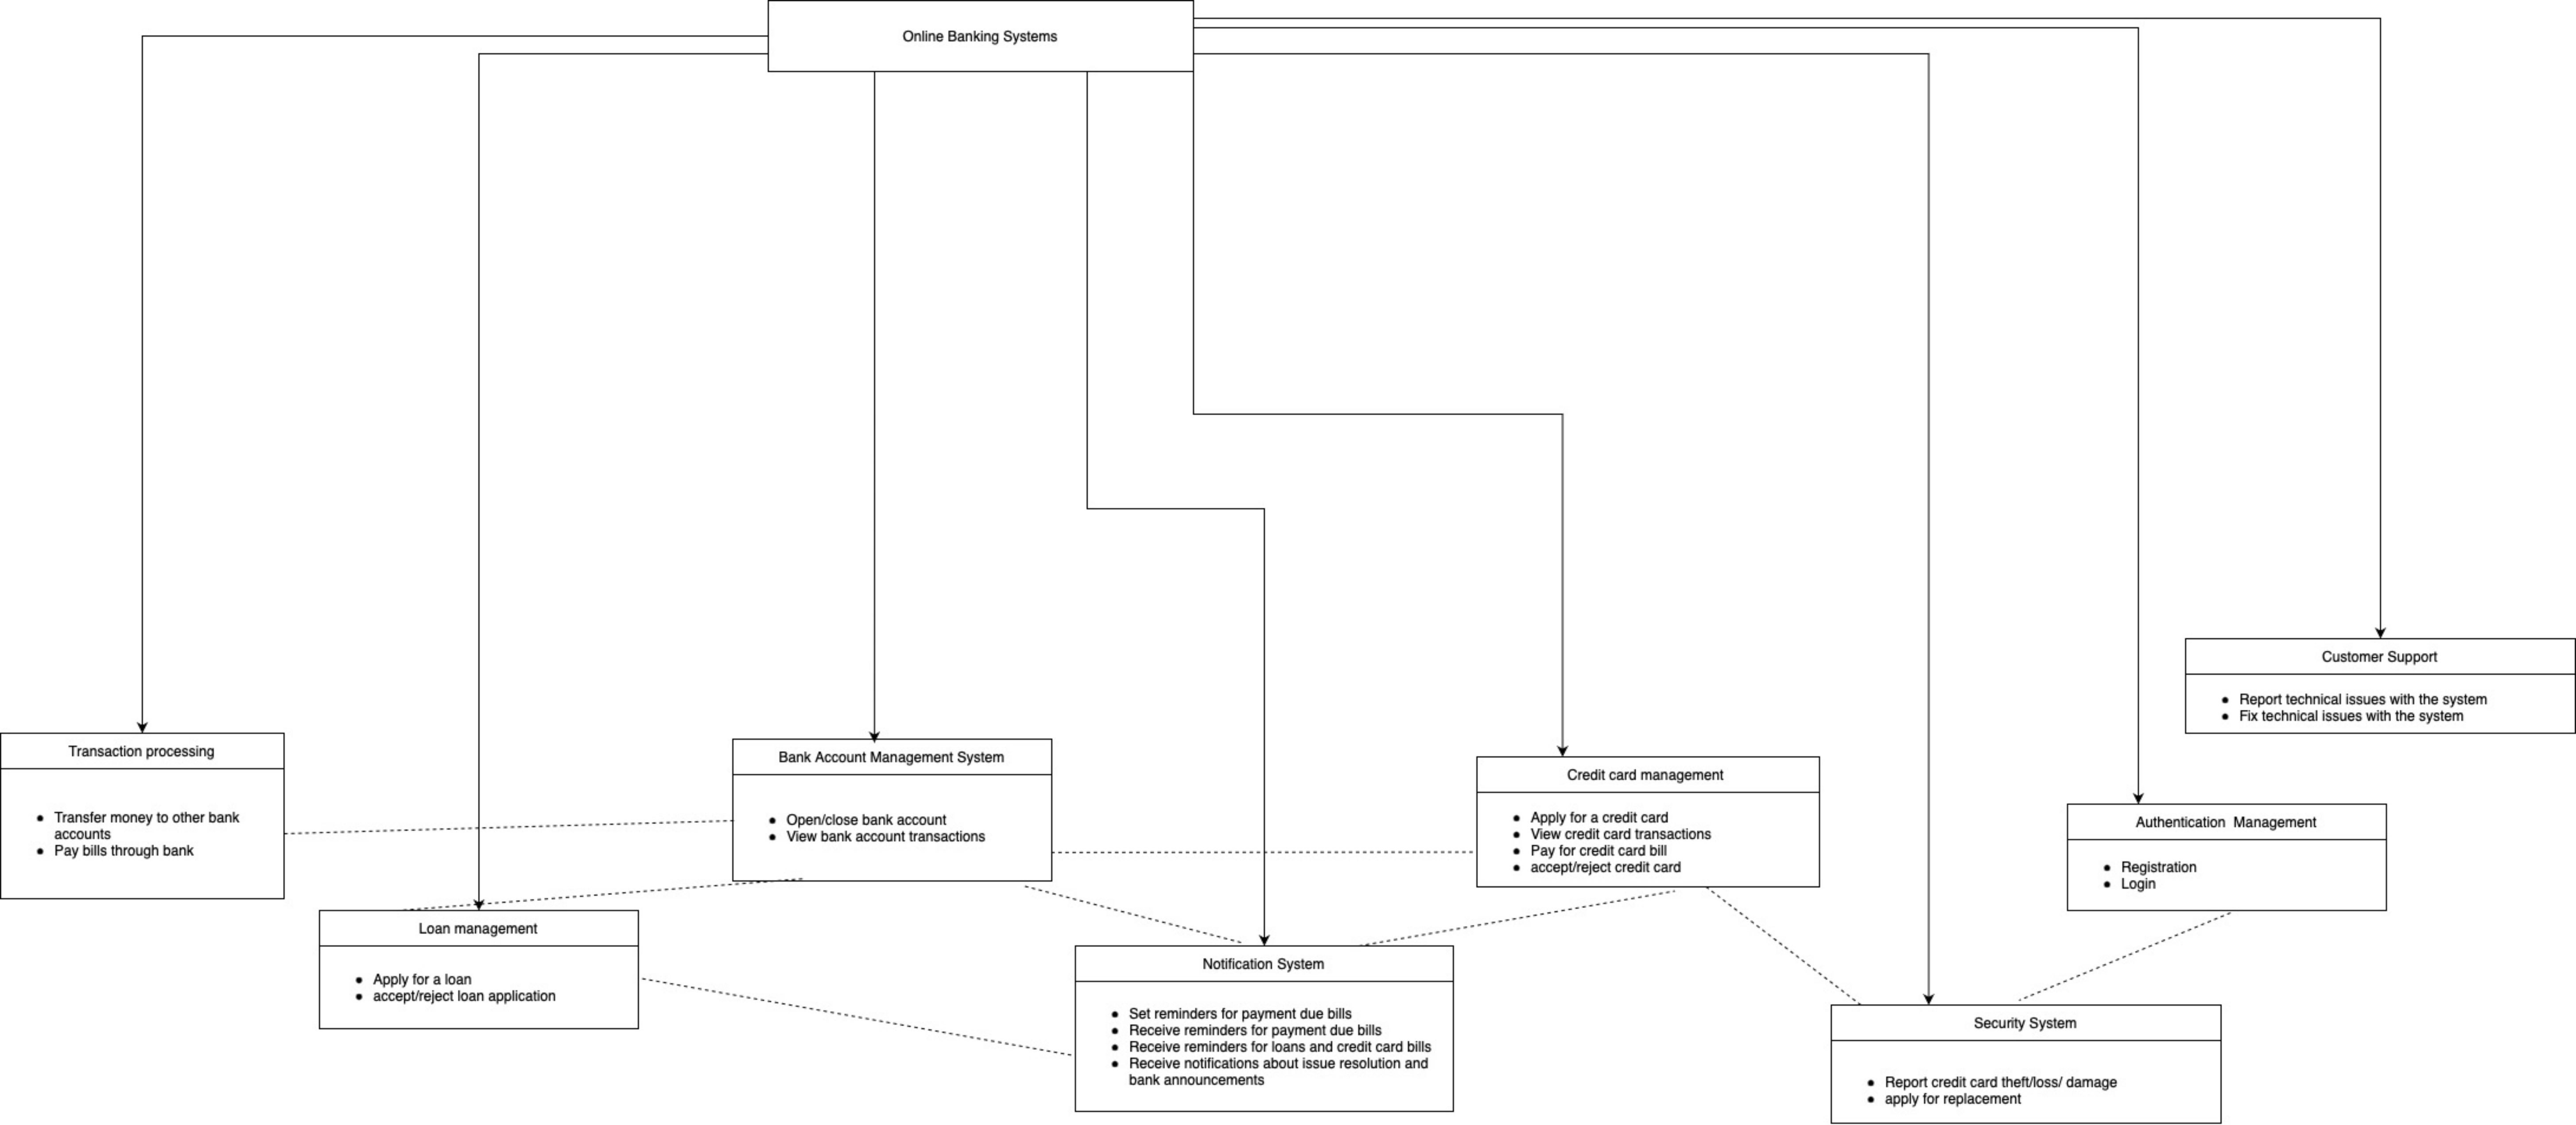 Online Banking Systems
Customer Support
Report technical issues with the system
Fix technical issues with the system
Transaction processing
Transfer money to other bank
accounts
Pay bills through bank
Bank Account Management System
Open/close bank account
View bank account transactions
Credit card management
Apply for a credit card
View credit card transactions
Pay for credit card bill
accept/reject credit card
Authentication  Management
Registration
Login
Loan management
Apply for a loan
accept/reject loan application
Notification System
Set reminders for payment due bills
Receive reminders for payment due bills
Receive reminders for loans and credit card bills
Receive notifications about issue resolution and
bank announcements
Security System
Report credit card theft/loss/ damage
apply for replacement